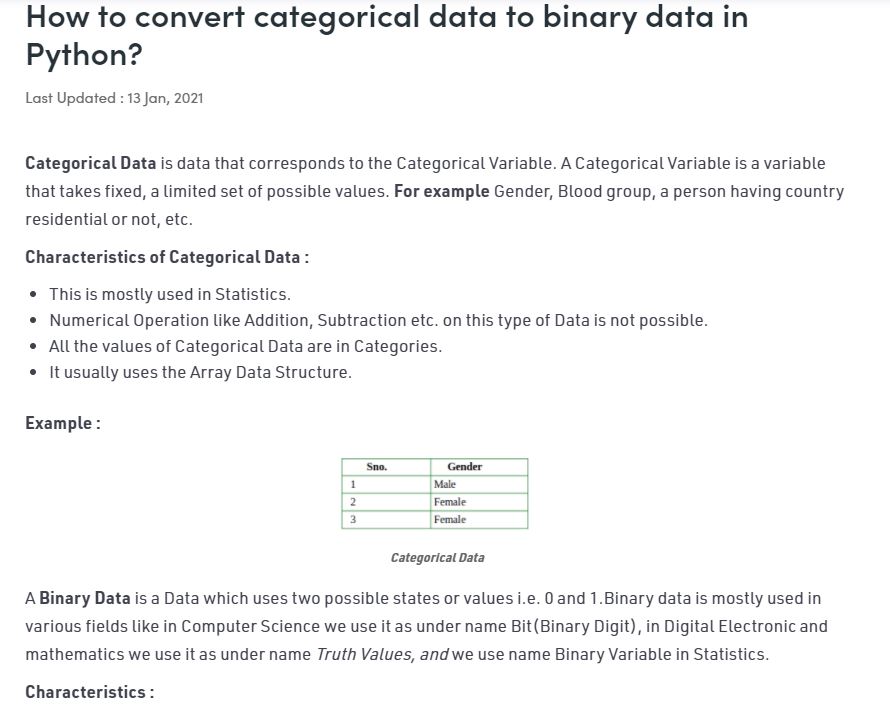 How to convert categorical data to binary data in
Python?
Last Updated : 13 Jan, 2021
Categorical Data is data that corresponds to the Categorical Variable. A Categorical Variable is a variable
that takes fixed, a limited set of possible values. For example Gender, Blood group, a person having country
residential or not, etc.
Characteristics of Categorical Data :
• This is mostly used in Statistics.
• Numerical Operation like Addition, Subtraction etc. on this type of Data is not possible.
• All the values of Categorical Data are in Categories.
• It usually uses the Array Data Structure.
Example :
Sno. Gender
1 Male
2 Female
3 Female
Categorical Data
A Binary Data is a Data which uses two possible states or values i.e. 0 and 1.Binary data is mostly used in
various fields like in Computer Science we use it as under name Bit(Binary Digit), in Digital Electronic and
mathematics we use it as under name Truth Values, and we use name Binary Variable in Statistics.
Characteristics :